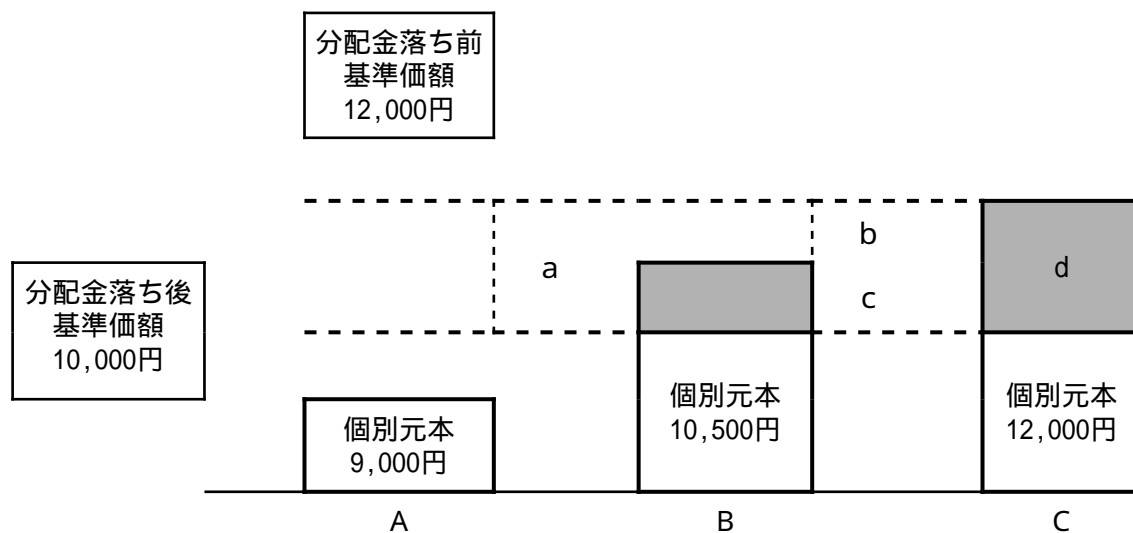 分配金落ち前
基準価額
12,000円
b
a
d
c
分配金落ち後
基準価額
10,000円
個別元本
9,000円
個別元本
10,500円
個別元本
12,000円
A
B
C